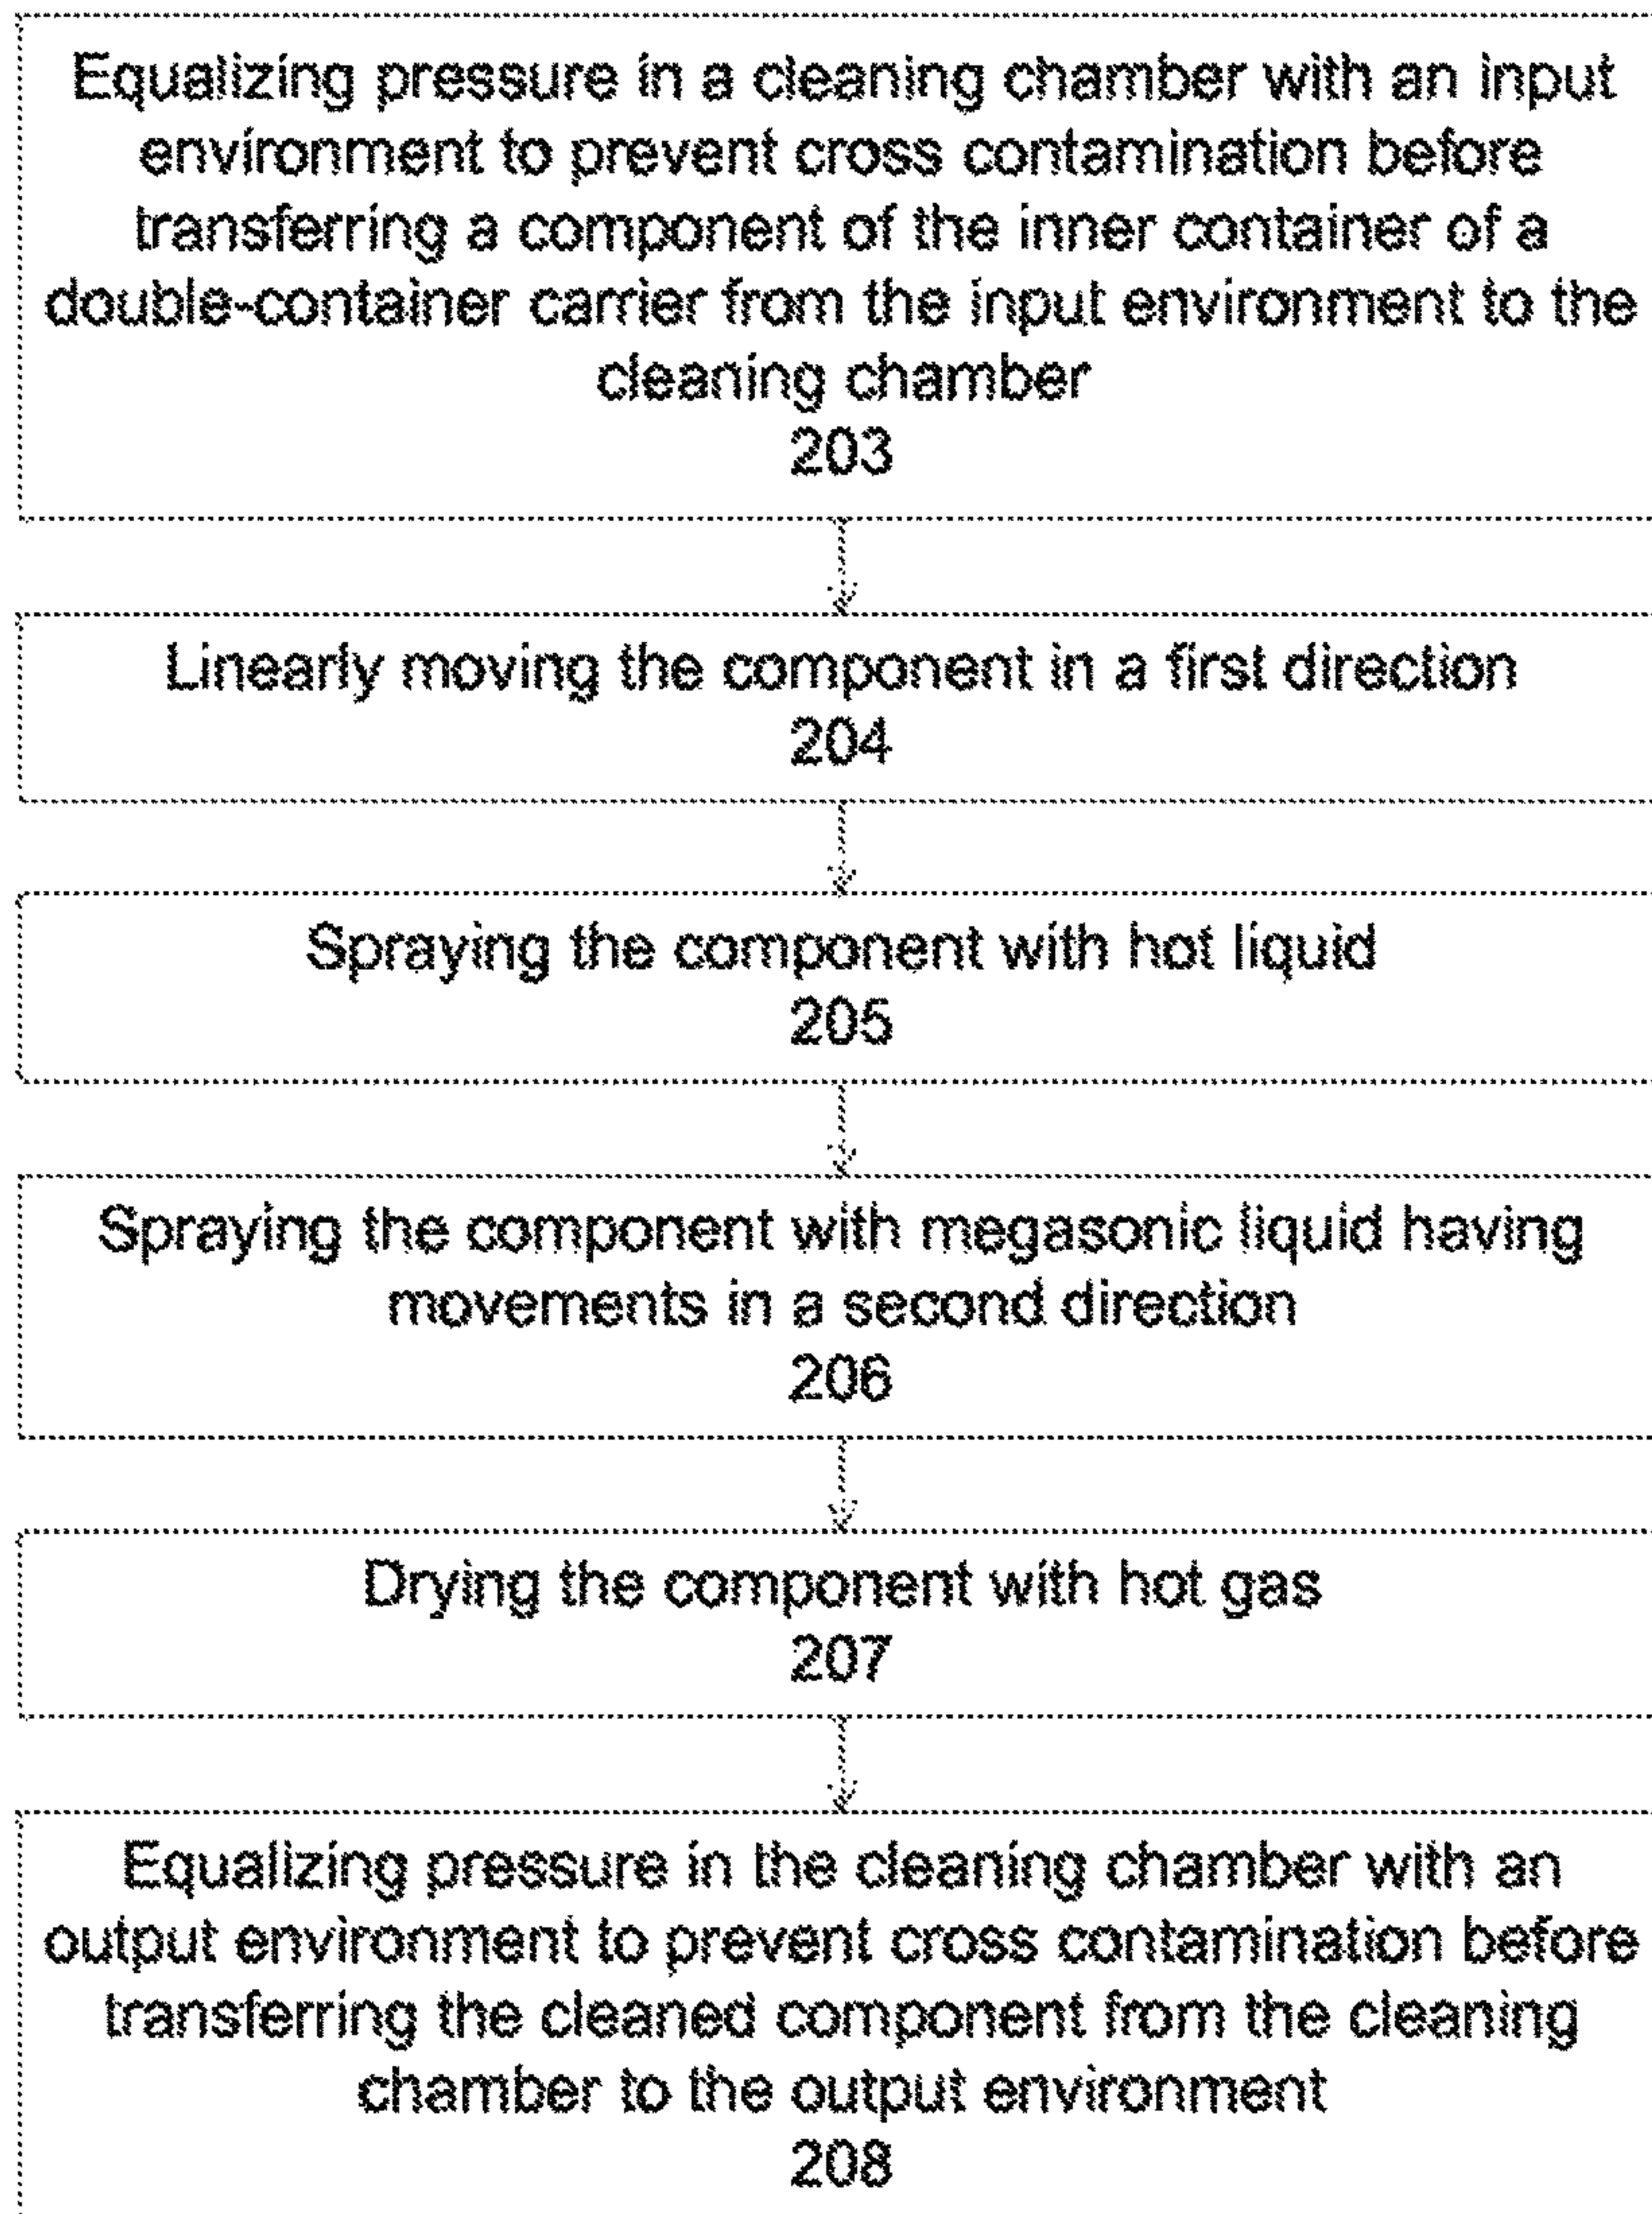 Equalizing pressure in a cleaning chamber with an input
environment to prevent cross contamination before
transferring a component of the inner container of a
double-container carrier from the input environment to the
cleaning chamber
203
Linearly moving the component in a first direction
204
Spraying the component with hot liquid
205
Spraying the component with megasonic liquid having
movements in a second direction
206
Drying the component with hot gas
207
Equalizing pressure in the cleaning chamber with an
output environment to prevent cross contamination before
transferring the cleaned component from the cleaning
chamber to the output environment
208